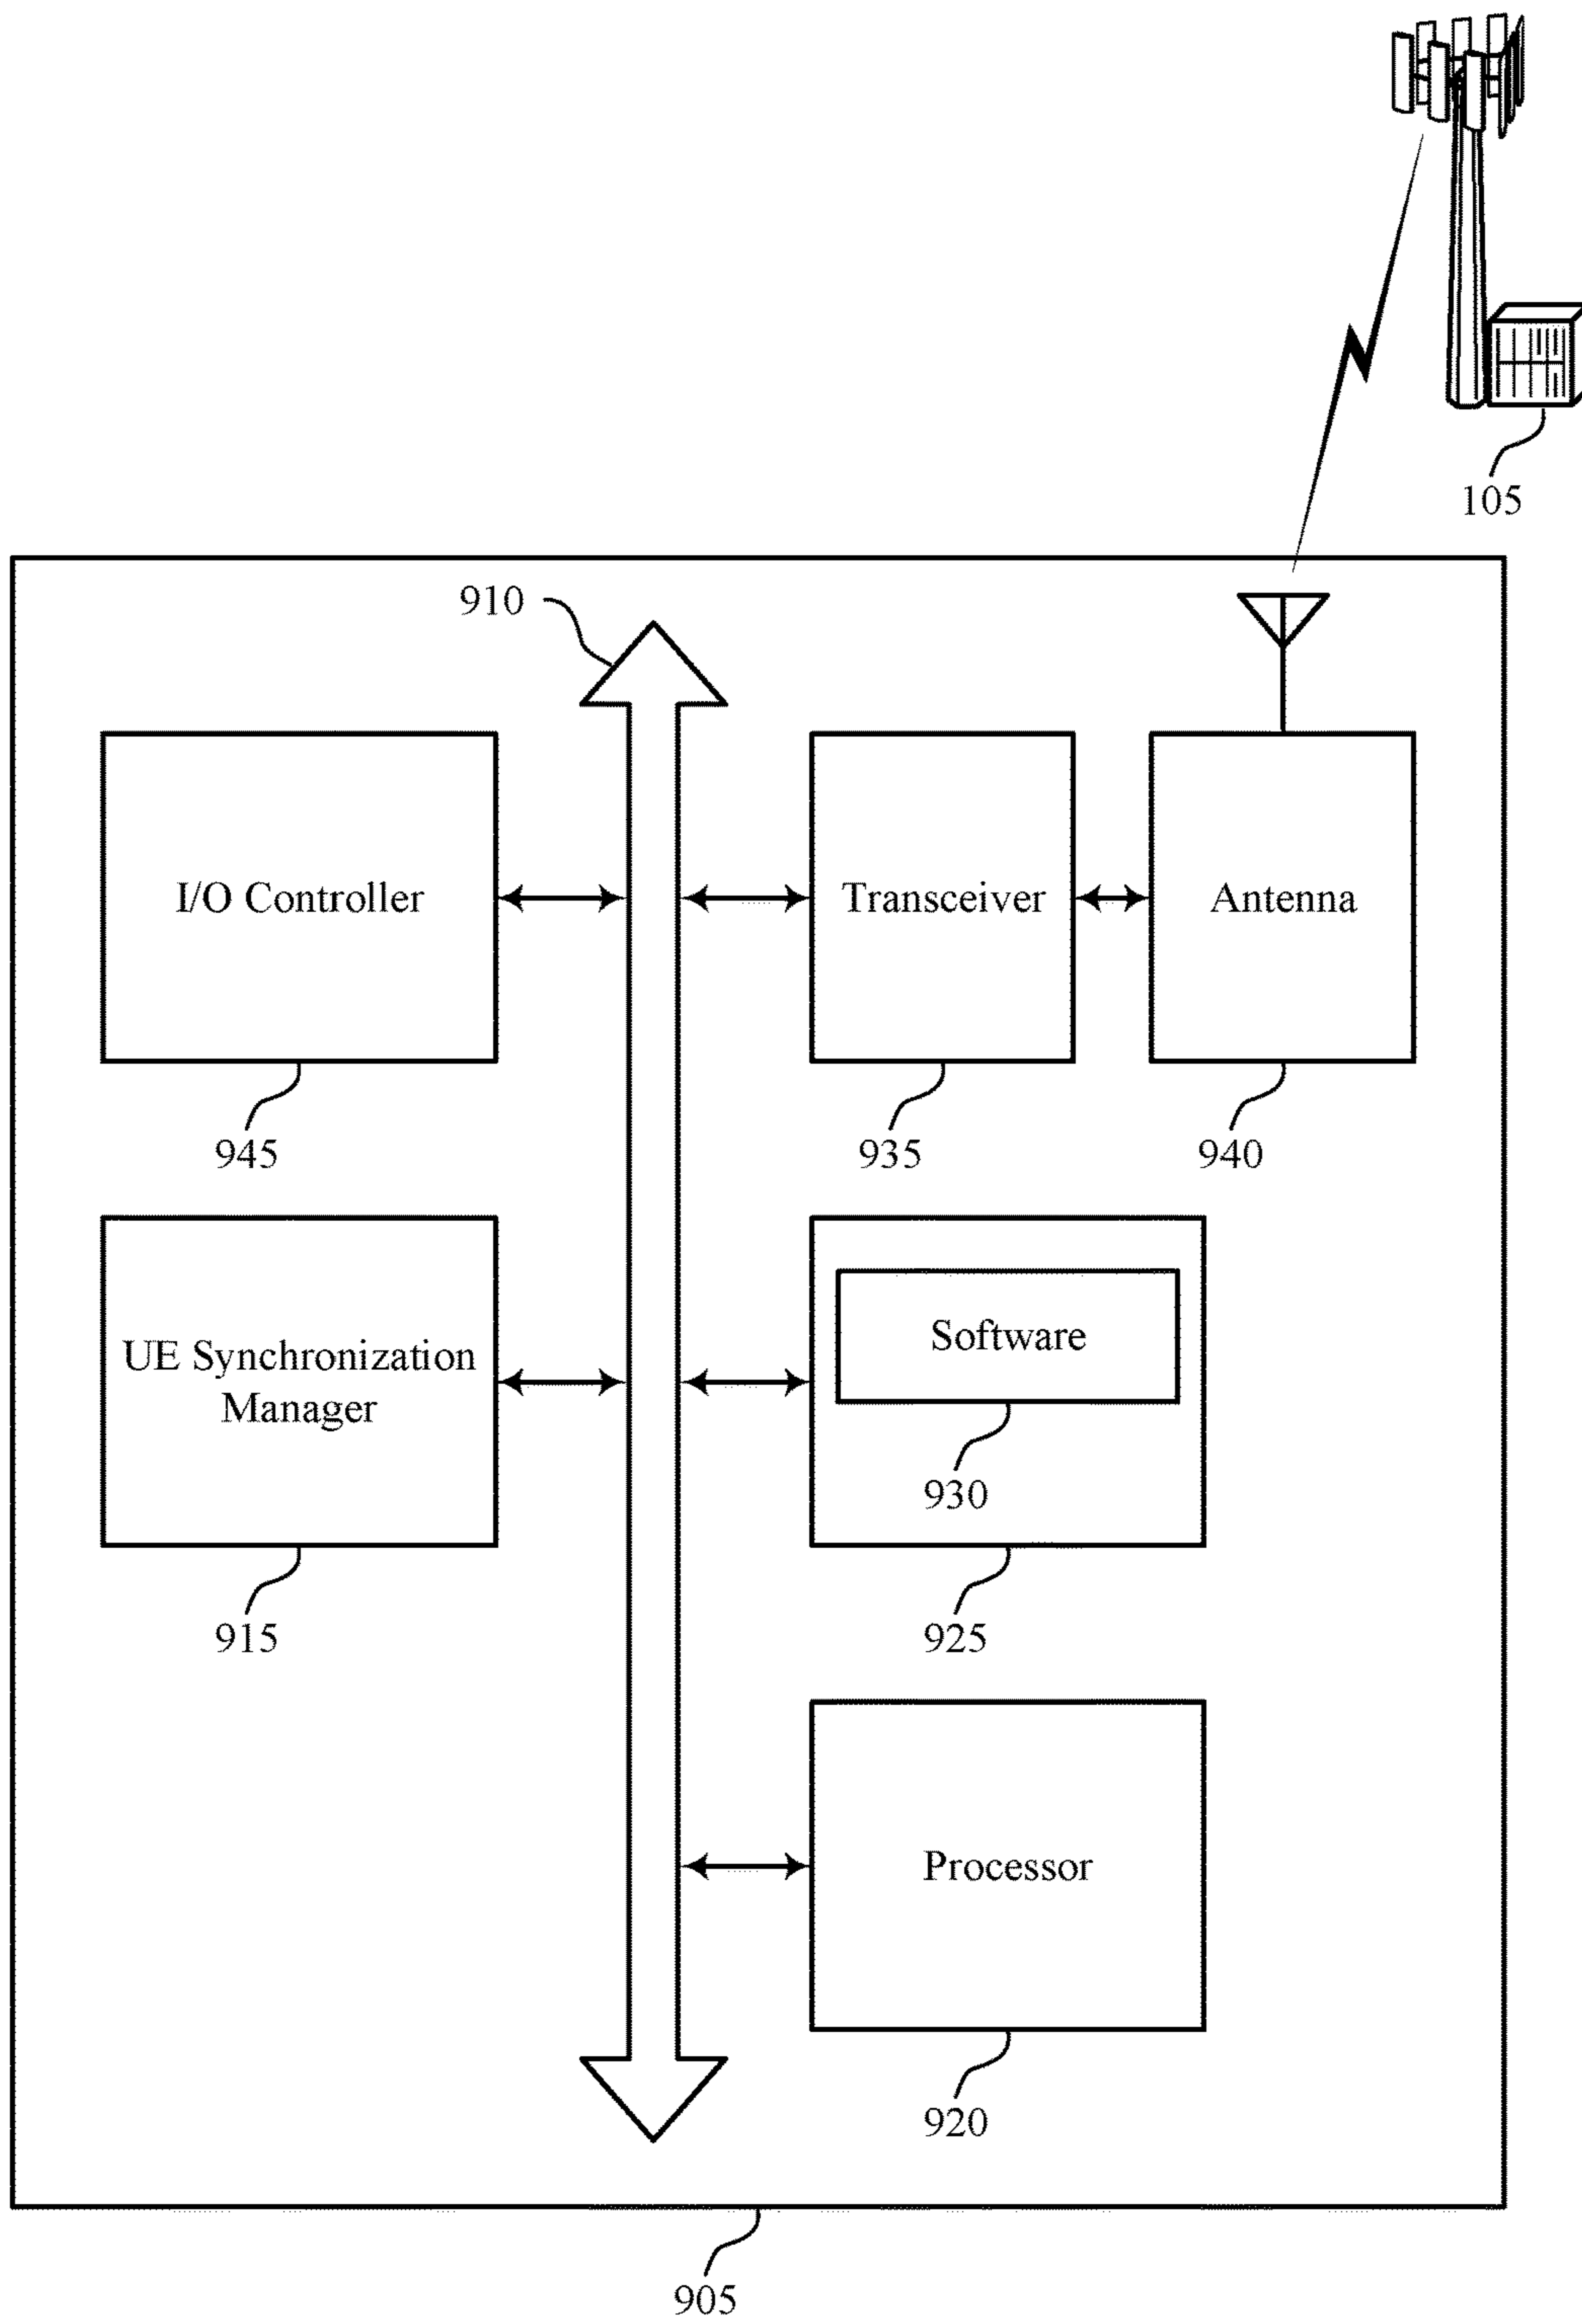 105
910
I/O Controller
Transceiver
Antenna
945
935
940
UE Synchronization
Manager
Software
930
915
925
Processor
920
905